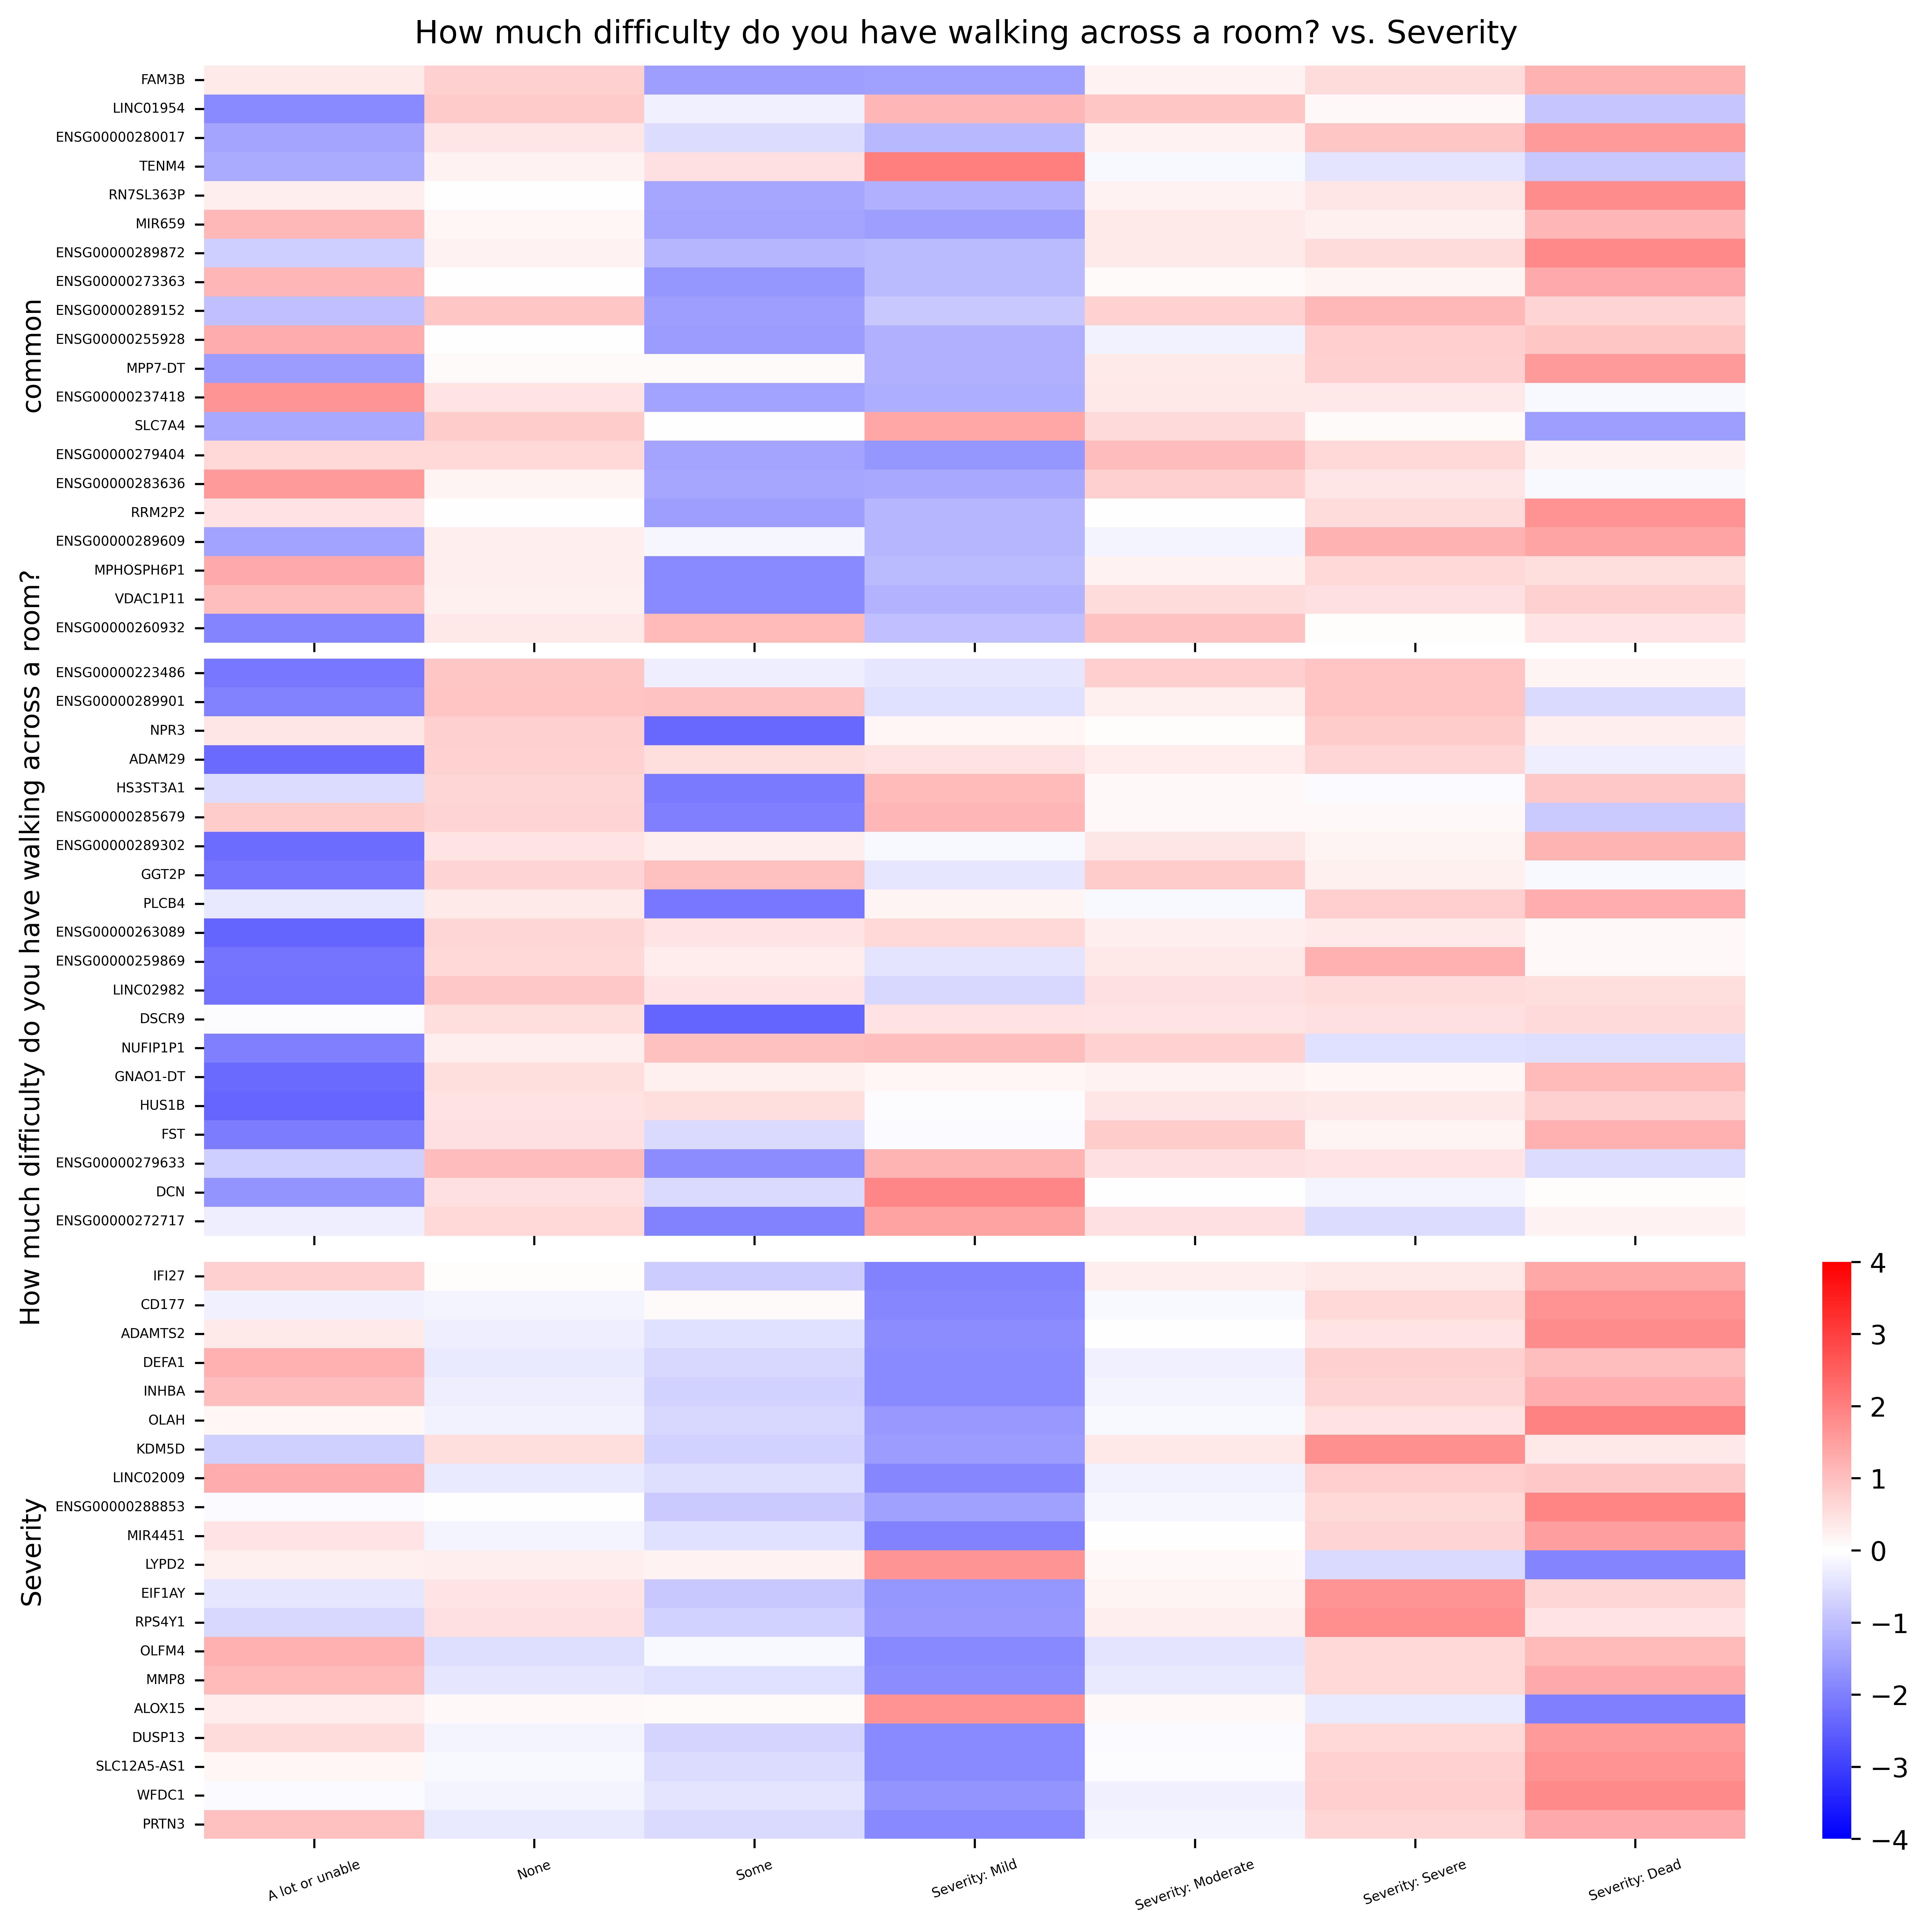 How much difficulty do you have walking across a room? vs. Severity
common
FAM3B
LINC01954
ENSG00000280017
TENM4
RN7SL363P
MIR659
ENSG00000289872
ENSG00000273363
ENSG00000289152
ENSG00000255928
MPP7-DT
ENSG00000237418
SLC7A4
ENSG00000279404
ENSG00000283636
RRM2P2
ENSG00000289609
MPHOSPH6P1
VDAC1P11
ENSG00000260932
How much difficulty do you have walking across a room?
ENSG00000223486
ENSG00000289901
NPR3
ADAM29
HS3ST3A1
ENSG00000285679
ENSG00000289302
GGT2P
PLCB4
ENSG00000263089
ENSG00000259869
LINC02982
DSCR9
NUFIP1P1
GNAO1-DT
HUS1B
FST
ENSG00000279633
DCN
ENSG00000272717
Severity
IFI27
CD177
ADAMTS2
DEFA1
INHBA
OLAH
KDM5D
LINC02009
ENSG00000288853
MIR4451
LYPD2
EIF1AY
RPS4Y1
OLFM4
MMP8
ALOX15
DUSP13
SLC12A5-AS1
WFDC1
PRTN3
A lot or unable
None
Some
Severity: Mild
Severity: Moderate
Severity: Severe
Severity: Dead
4
3
2
1
0
−1
−2
−3
−4